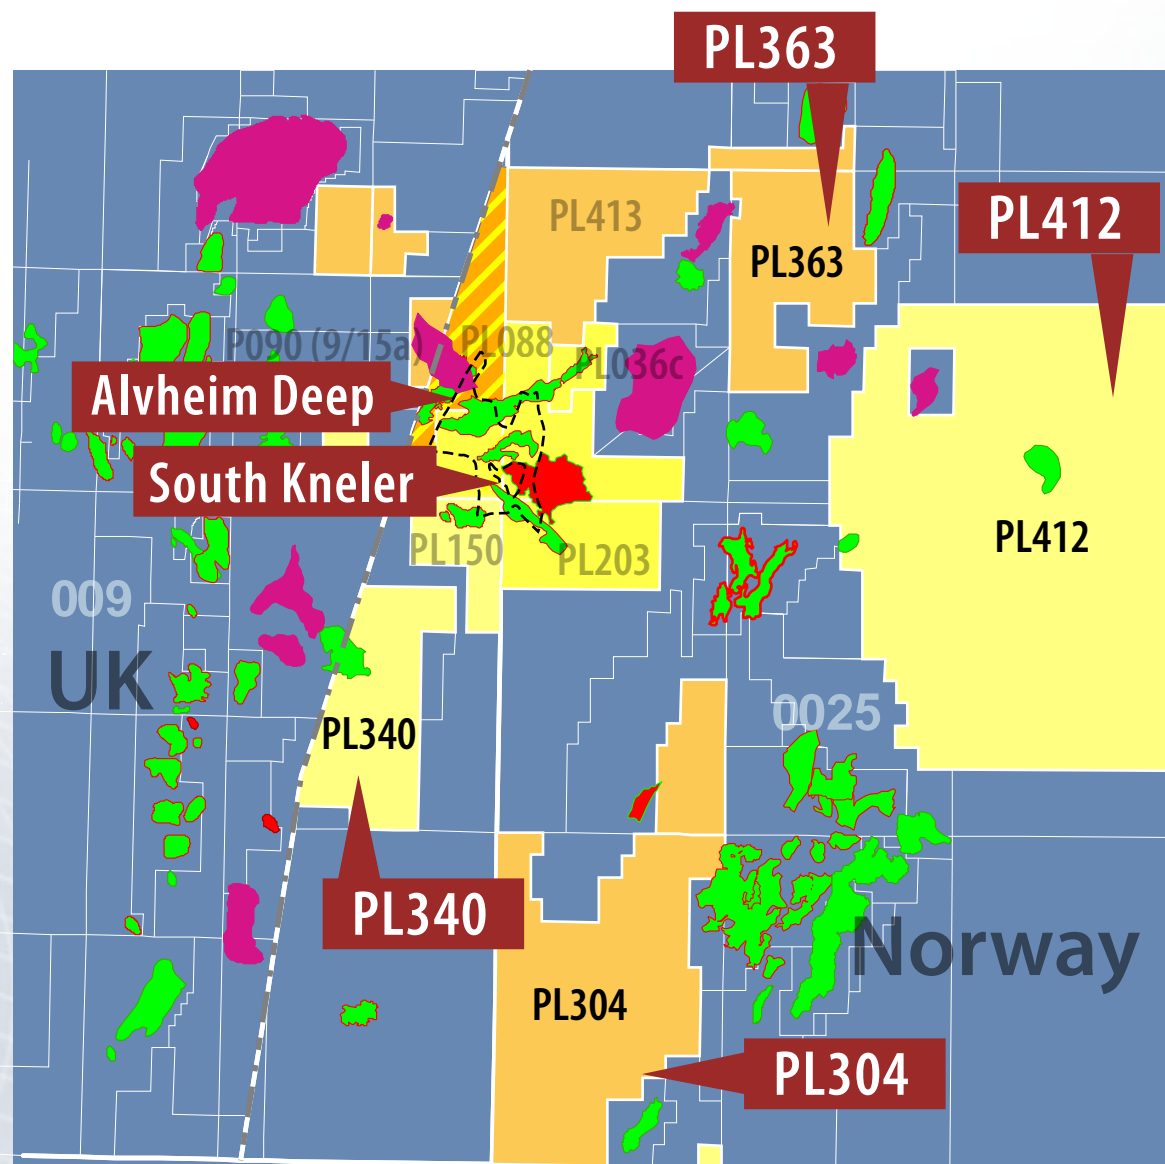 PL363
PL412
PL413
PL363
P090 (9/15a)
PL088
PL036c
Alvheim Deep
South Kneler
PL412
PL150
PL203
009
UK
0025
PL340
PL340
Norway
PL304
PL304